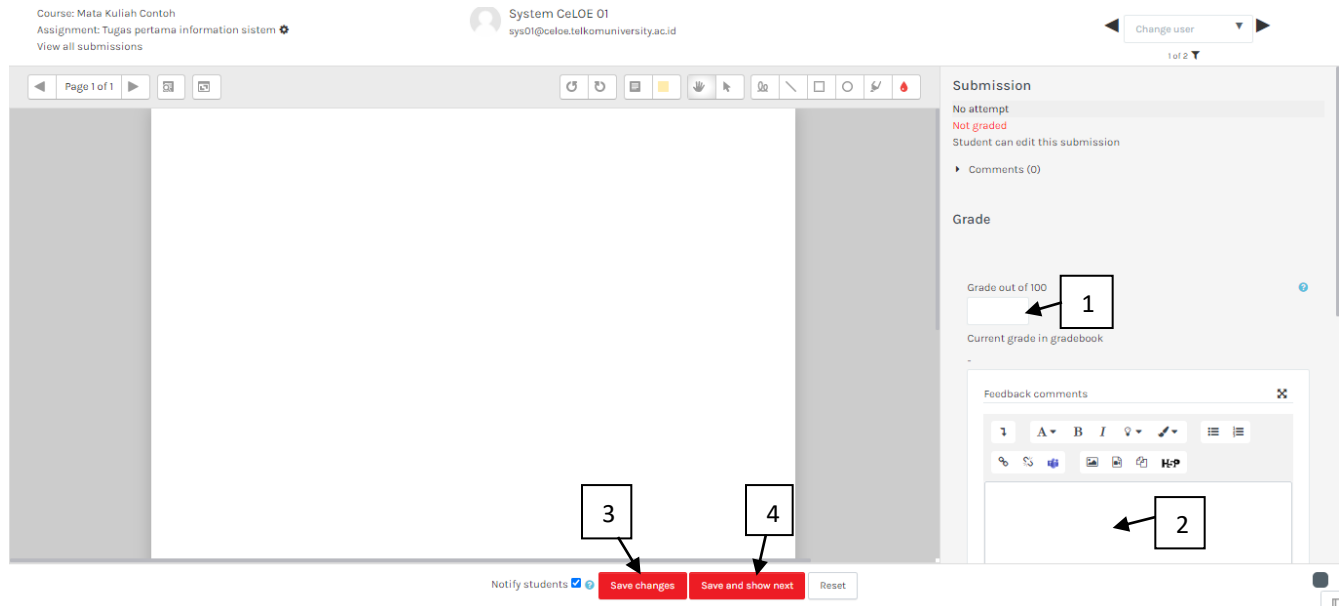 Course: Mata Kuliah Contoh
Assignment: Tugas pertama information sistem
View all submissions
System CeLOE 01
sys01@celoe.telkomuniversity.ac.id
Change user
1 of 2
Page 1 of 1
Submission
No attempt
Not graded
Student can edit this submission
Comments (0)
Grade
Grade out of 100
1
Current grade in gradebook
-
Feedback comments
A B I
H5P
2
3
4
Notify students
Save changes
Save and show next
Reset